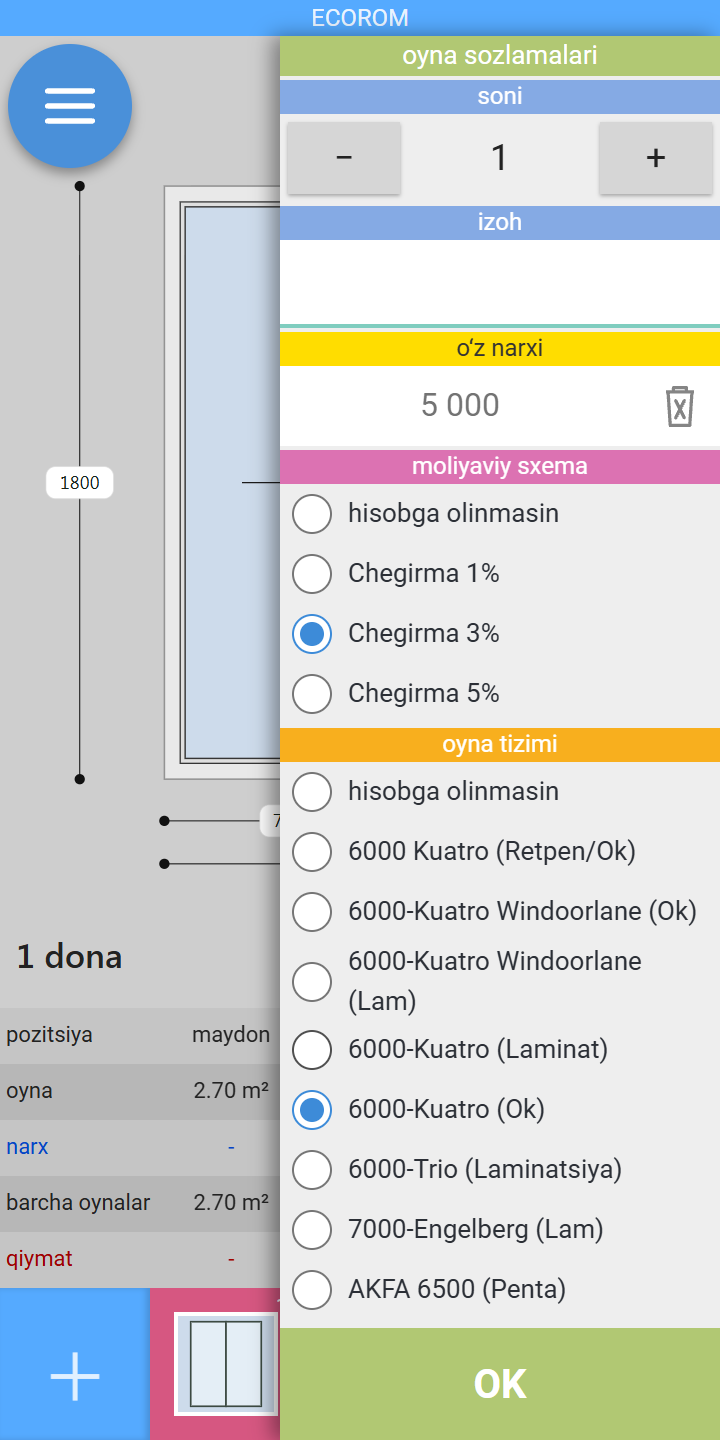 ECOROM
oyna sozlamalari
soni
−
1
+
izoh
o‘z narxi
5 000
moliyaviy sxema
hisobga olinmasin
Chegirma 1%
Chegirma 3%
Chegirma 5%
oyna tizimi
hisobga olinmasin
6000 Kuatro (Retpen/Ok)
6000-Kuatro Windoorlane (Ok)
6000-Kuatro Windoorlane
(Lam)
6000-Kuatro (Laminat)
6000-Kuatro (Ok)
6000-Trio (Laminatsiya)
7000-Engelberg (Lam)
AKFA 6500 (Penta)
OK
1800
1 dona
pozitsiya maydon
oyna 2.70 m²
narx -
barcha oynalar 2.70 m²
qiymat -
+